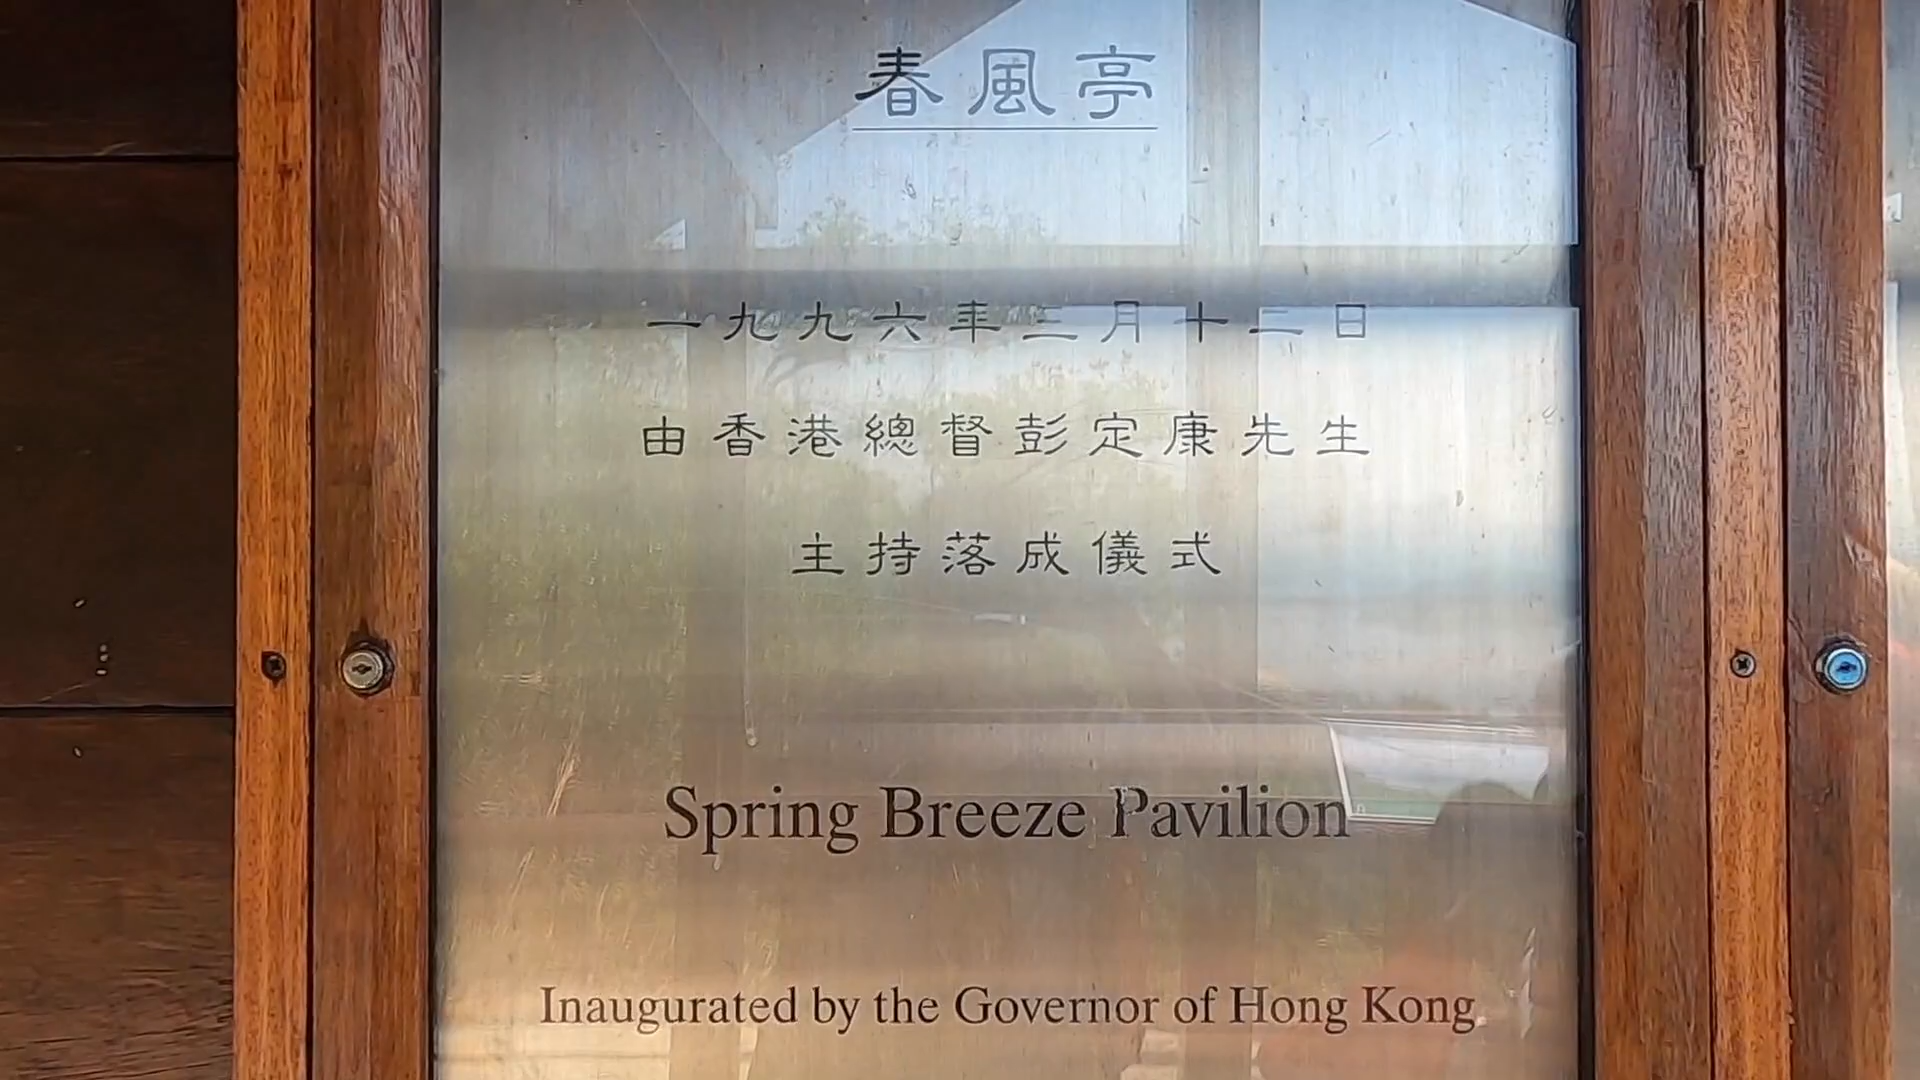 春風亭
一九九六年三月十二日
由香港總督彭定康先生
主持落成儀式
Spring Breeze Pavilion
Inaugurated by the Governor of Hong Kong